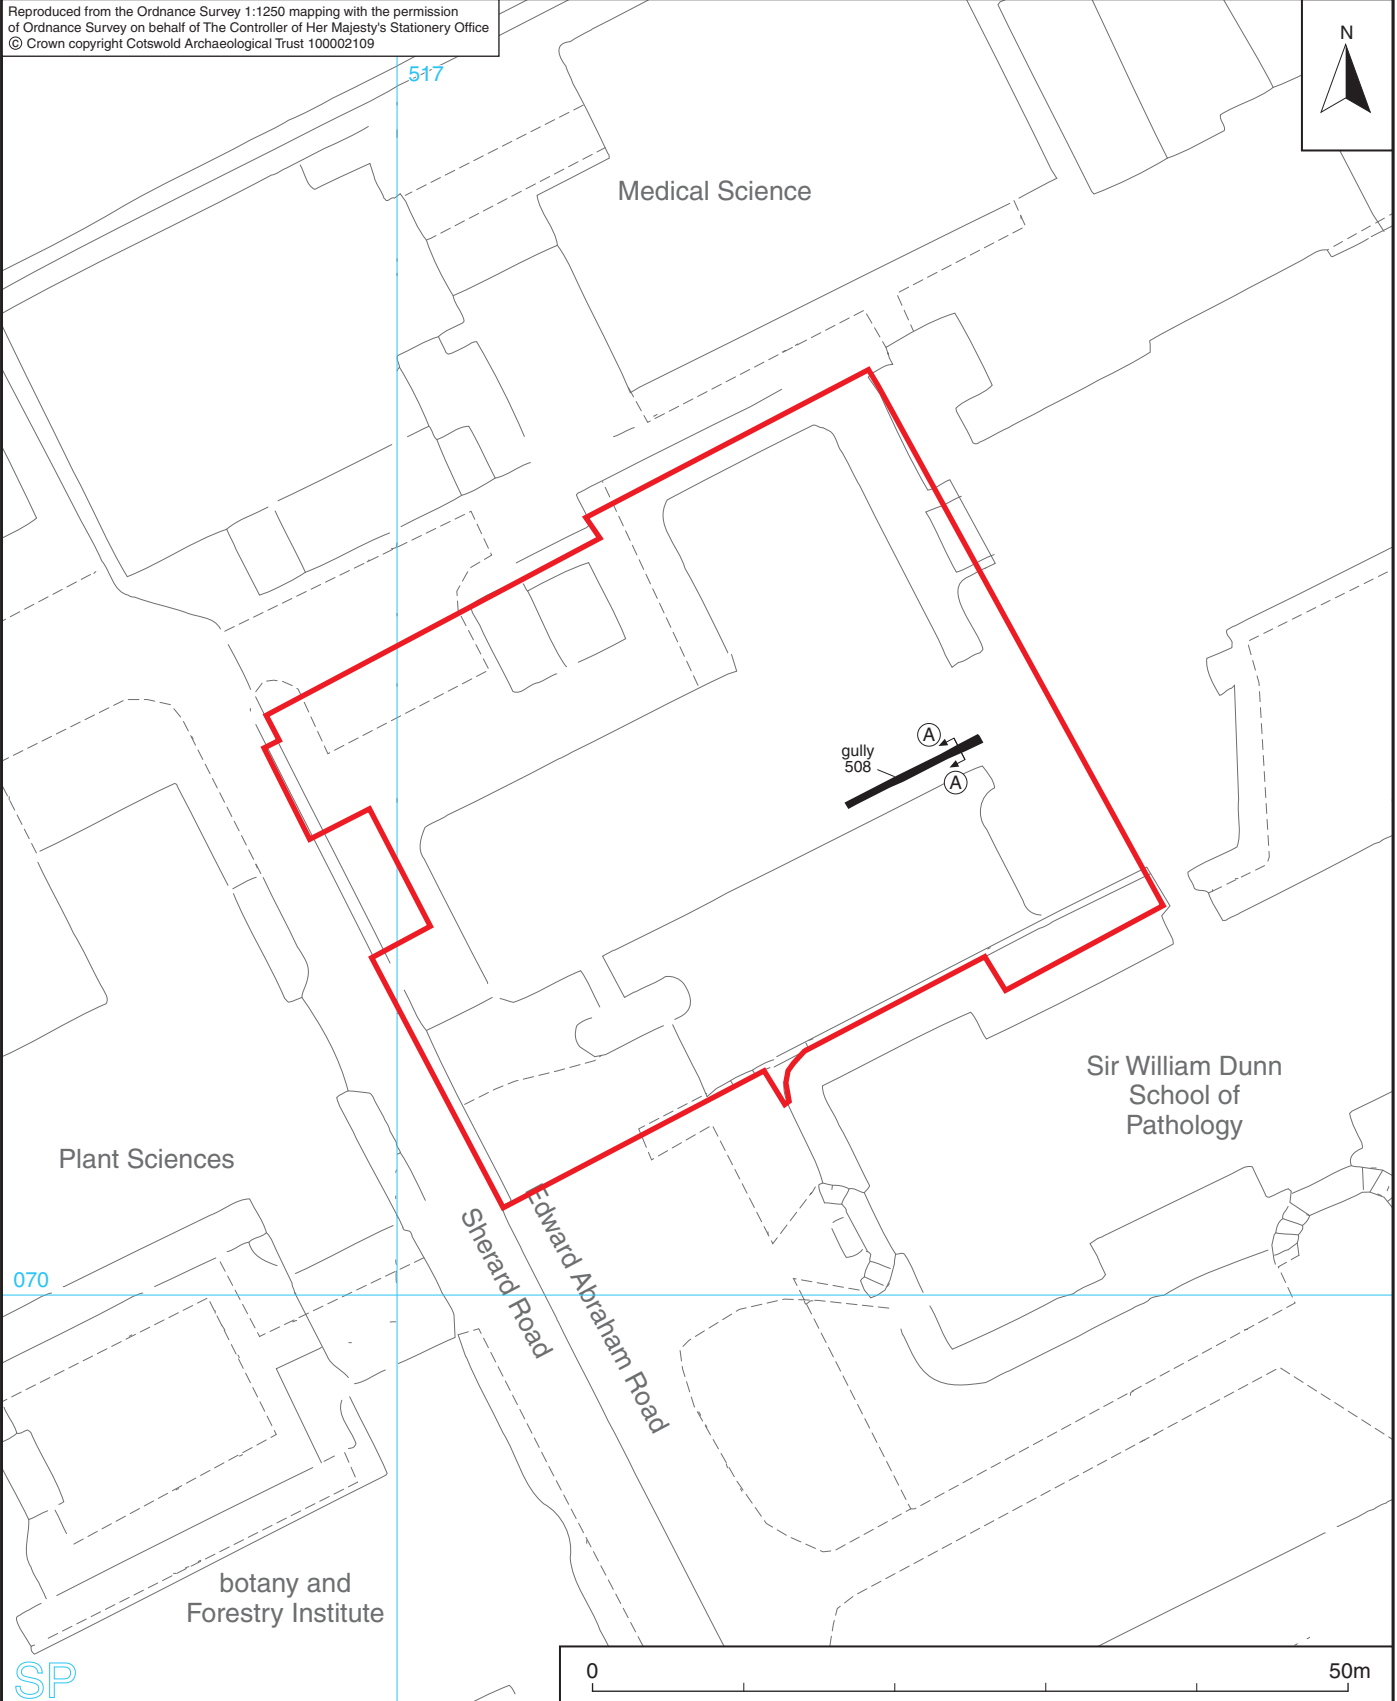 Reproduced from the Ordnance Survey 1:1250 mapping with the permission
of Ordnance Survey on behalf of The Controller of Her Majesty's Stationery Office
© Crown copyright Cotswold Archaeological Trust 100002109
N
517
Medical Science
A
gully
508
A
Sir William Dunn
School of
Pathology
Plant Sciences
Edward Abraham Road
Sherard Road
070
botany and
Forestry Institute
SP
0
50m